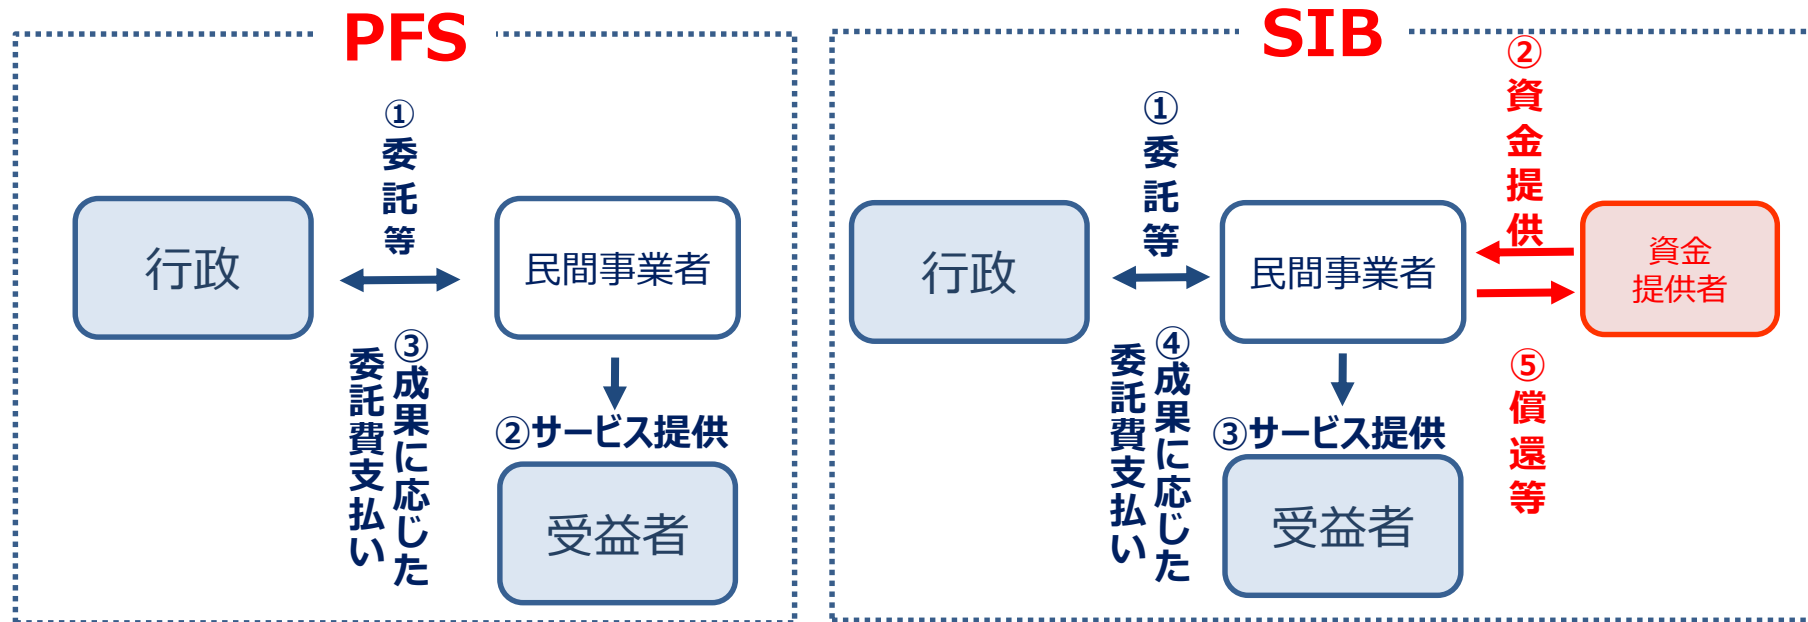 PFS
①委託等
行政
民間事業者
③成果に応じた
委託費支払い
②サービス提供
受益者
SIB
①委託等
②資金提供
行政
民間事業者
資金
提供者
④成果に応じた
委託費支払い
③サービス提供
⑤償還等
受益者